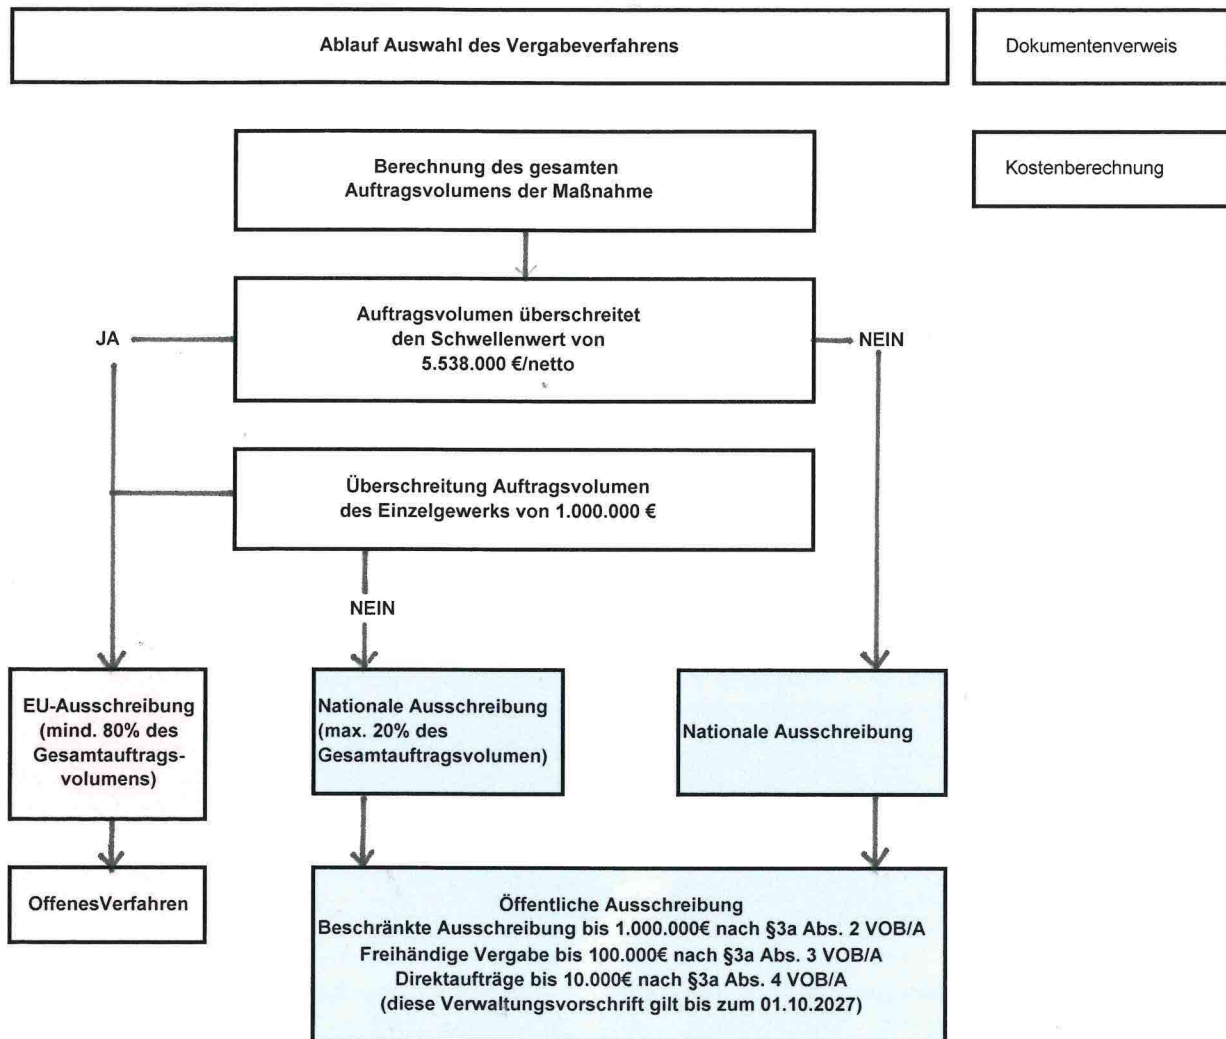 Ablauf Auswahl des Vergabeverfahrens
Dokumentenverweis
Berechnung des gesamten
Auftragsvolumens der Maßnahme
Kostenberechnung
Auftragsvolumen überschreitet
den Schwellenwert von
5.538.000 €/netto
JA
NEIN
Überschreitung Auftragsvolumen
des Einzelgewerks von 1.000.000 €
NEIN
EU-Ausschreibung
(mind. 80% des
Gesamtauftrags-
volumens)
Nationale Ausschreibung
(max. 20% des
Gesamtauftragsvolumen)
Nationale Ausschreibung
OffenesVerfahren
Öffentliche Ausschreibung
Beschränkte Ausschreibung bis 1.000.000€ nach §3a Abs. 2 VOB/A
Freihändige Vergabe bis 100.000€ nach §3a Abs. 3 VOB/A
Direktaufträge bis 10.000€ nach §3a Abs. 4 VOB/A
(diese Verwaltungsvorschrift gilt bis zum 01.10.2027)